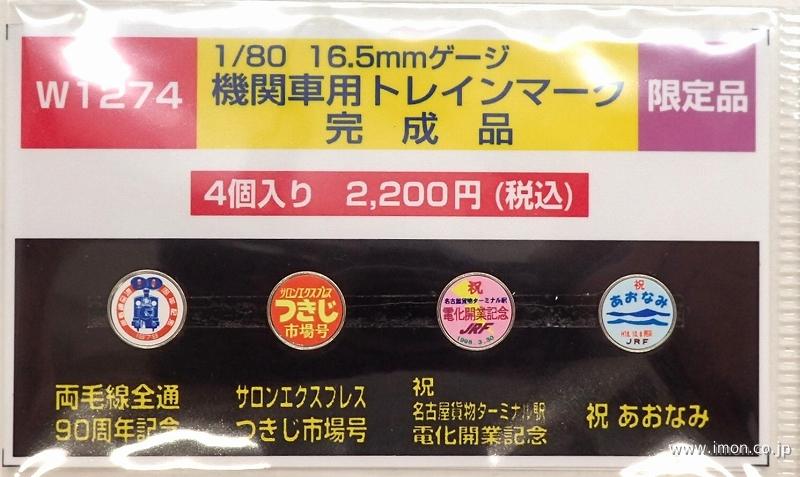 W1274
1/80 16.5mmゲージ
機関車用トレインマーク
完成品
限定品
4個入り 2,200円(税込)
1979
サロンエクスプレス
つきじ
市場号
祝
名古屋貨物ターミナル駅
電化開業記念
JRF
1998.3.30
祝
あおなみ
JRF
両毛線全通
90周年記念
サロンエクスプレス
つきじ市場号
祝
名古屋貨物ターミナル駅
電化開業記念
祝 あおなみ
www.imon.co.jp